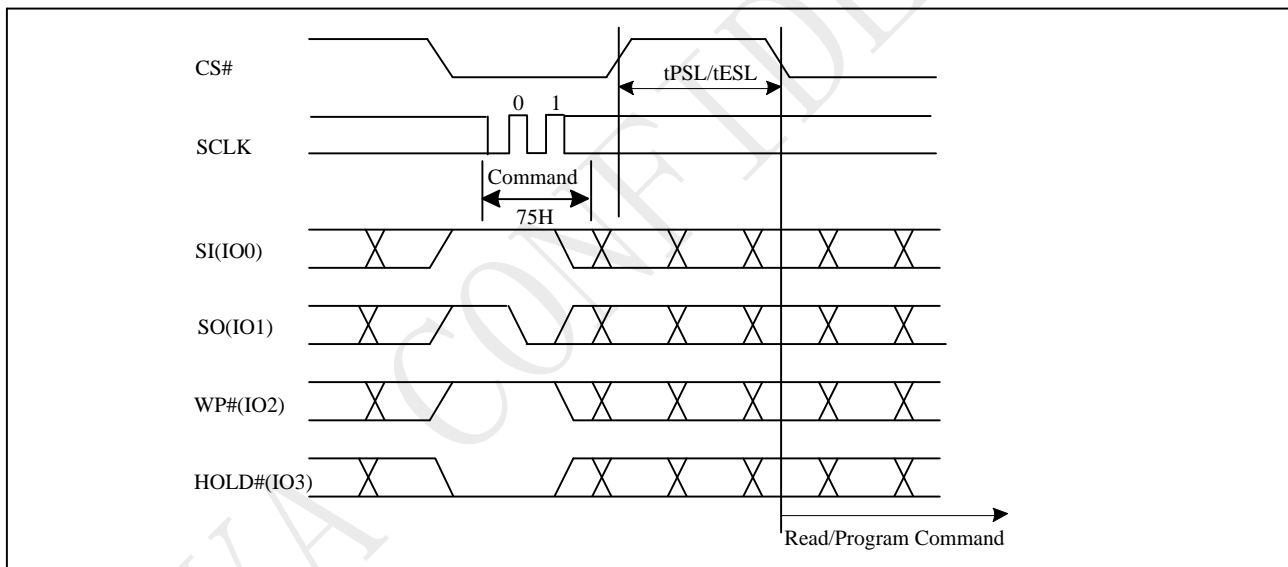 CS#
tPSL/tESL
0 1
SCLK
Command
75H
SI(IO0)
SO(IO1)
WP#(IO2)
HOLD#(IO3)
Read/Program Command